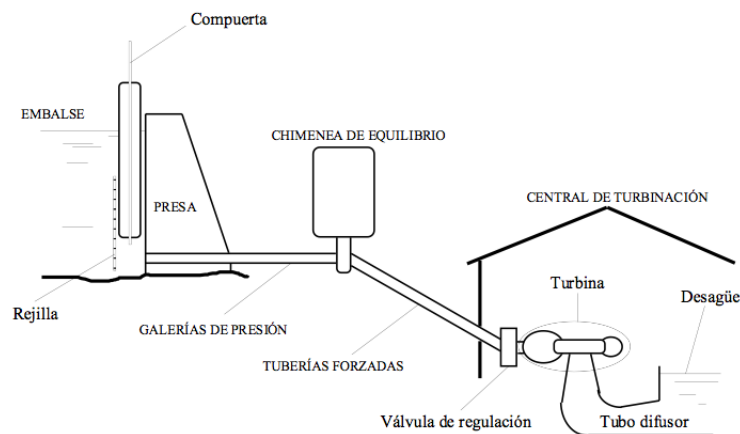 Compuerta
EMBALSE
CHIMENEA DE EQUILIBRIO
PRESA
CENTRAL DE TURBINACIÓN
Turbina
Desagüe
Rejilla
GALERÍAS DE PRESIÓN
TUBERÍAS FORZADAS
Válvula de regulación
Tubo difusor